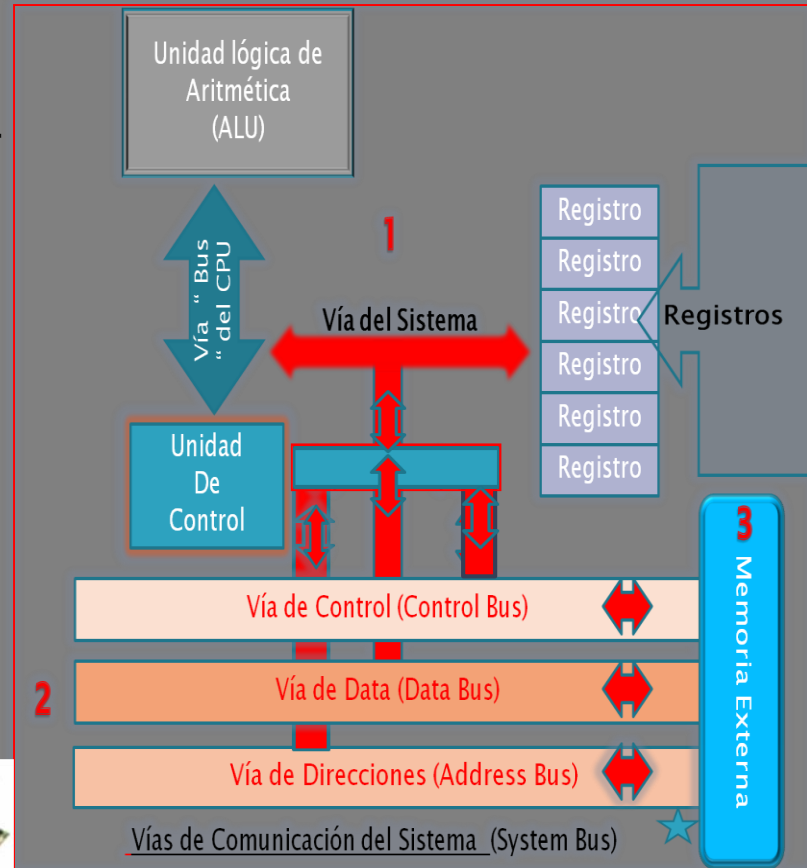 Unidad lógica de
Aritmética
(ALU)
1
Vía “ Bus
“ del CPU
Vía del Sistema
Registro
Registro
Registro
Registro
Registro
Registro
Registros
Unidad
De
Control
3
Memoria Externa
Vía de Control (Control Bus)
2
Vía de Data (Data Bus)
Vía de Direcciones (Address Bus)
Vías de Comunicación del Sistema (System Bus)